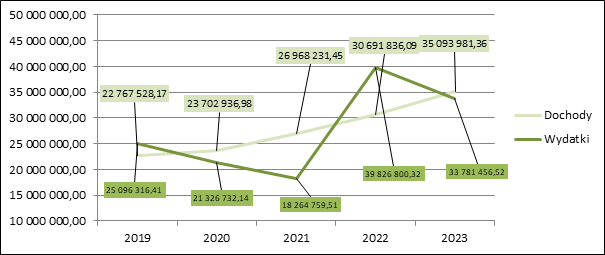 50 000 000,00
45 000 000,00
40 000 000,00
35 000 000,00
30 000 000,00
25 000 000,00
20 000 000,00
15 000 000,00
10 000 000,00
22 767 528,17
23 702 936,98
26 968 231,45
30 691 836,09
35 093 981,36
25 096 316,41
21 326 732,14
18 264 759,51
39 826 800,32
33 781 456,52
2019
2020
2021
2022
2023
Dochody
Wydatki